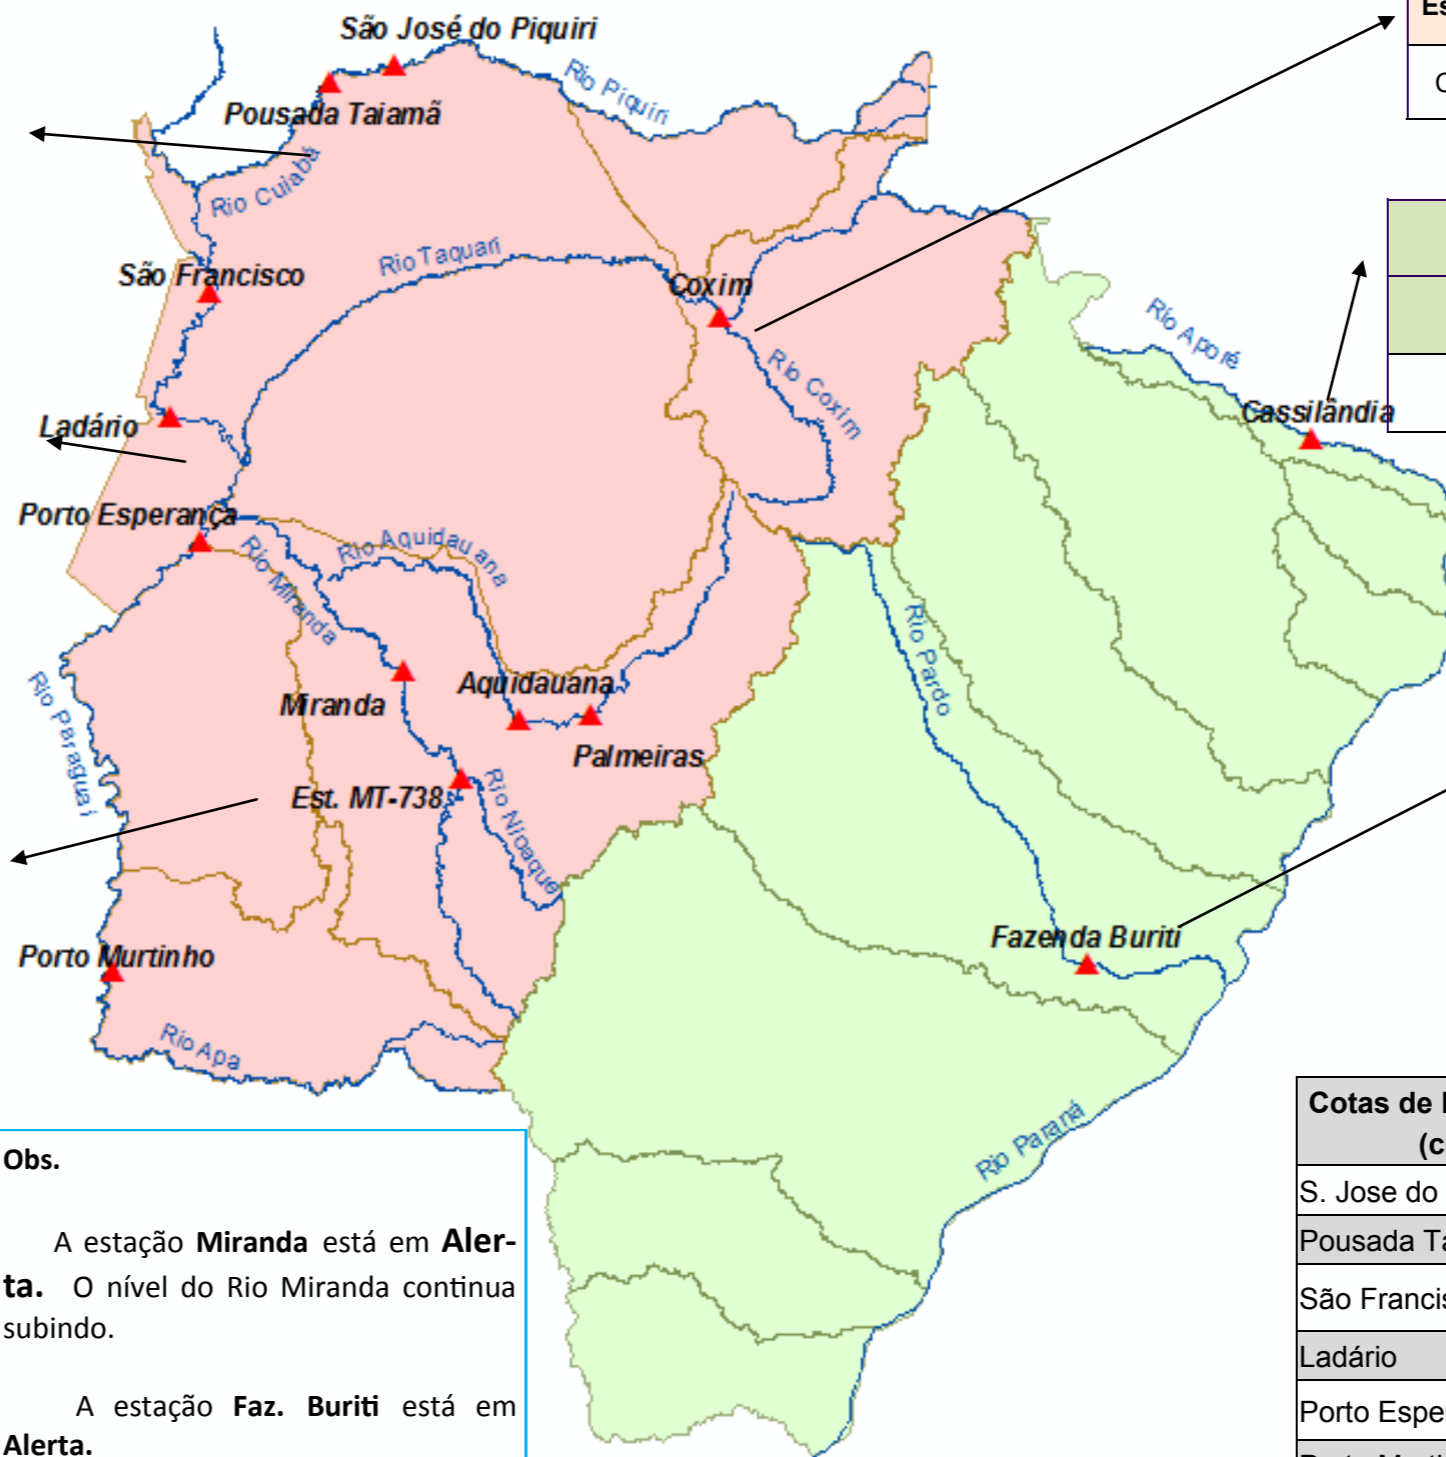 São José do Piquiri
Rio Piquiri
Pousada Taiamã
Rio Cuiabá
São Francisco
Rio Taquari
Coxim
Rio Coxim
Rio Aporé
Cassilândia
Ladário
Porto Esperança
Rio Miranda
Rio Aquidauana
Rio Pardo
Rio Paraguai
Miranda
Aquidauana
Palmeiras
Est. MT-738
Rio Nioaque
Porto Murtinho
Fazenda Buriti
Rio Apa
Rio Paraná
Obs.
A estação Miranda está em Aler-
ta. O nível do Rio Miranda continua
subindo.
A estação Faz. Buriti está em
Alerta.
Cotas de
S. Jose do
Pousada
São
Ladário
Porto